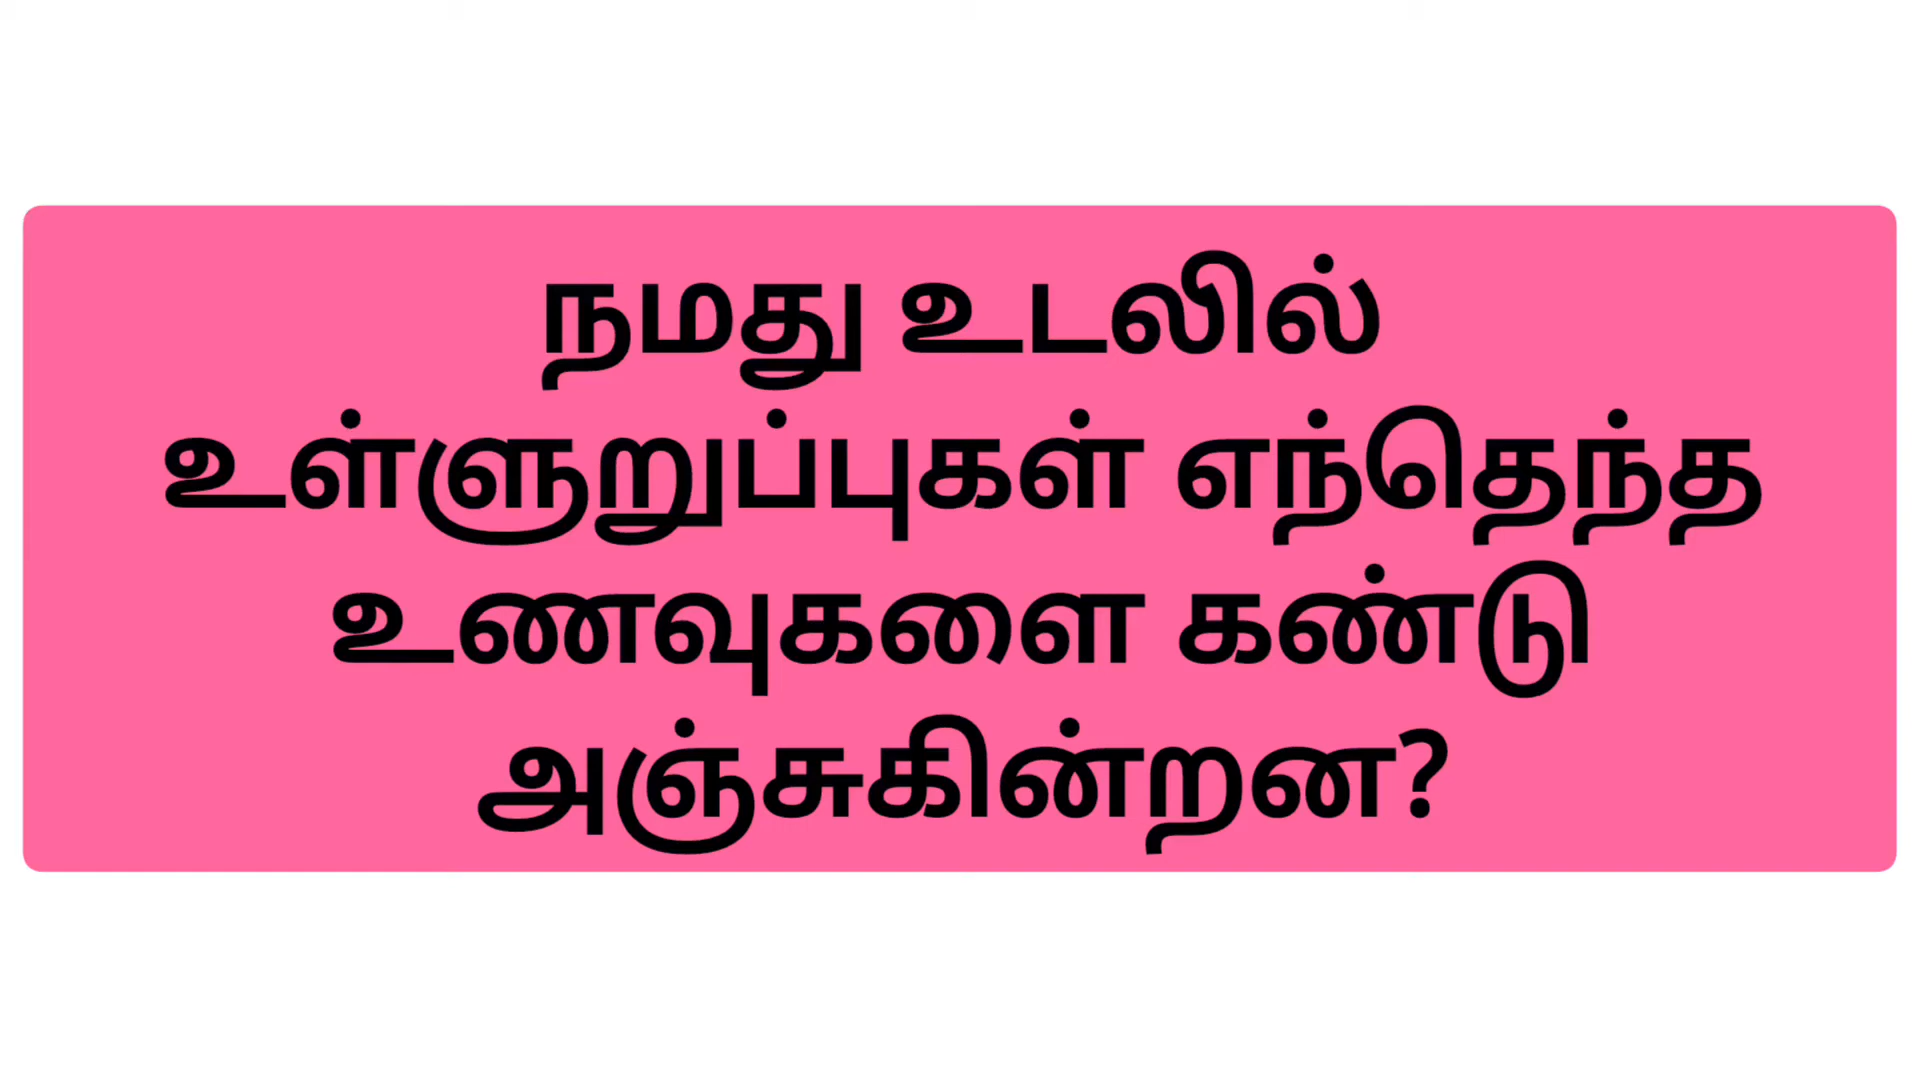 நமது உடலில்
உள்ளுறுப்புகள் எந்தெந்த
உணவுகளை கண்டு
அஞ்சுகின்றன?